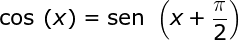 cos (x) = sen (x + π/2)